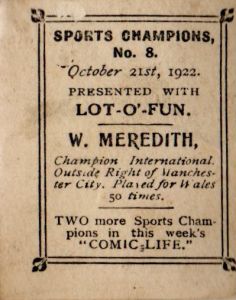 SPORTS CHAMPIONS,
No. 8.
October 21st, 1922.
PRESENTED WITH
LOT-O'-FUN.
W. MEREDITH,
Champion International.
Outside Right of Manches-
ter City. Played for Wales
50 times.
TWO more Sports Cham-
pions in this week's
"COMIC LIFE."